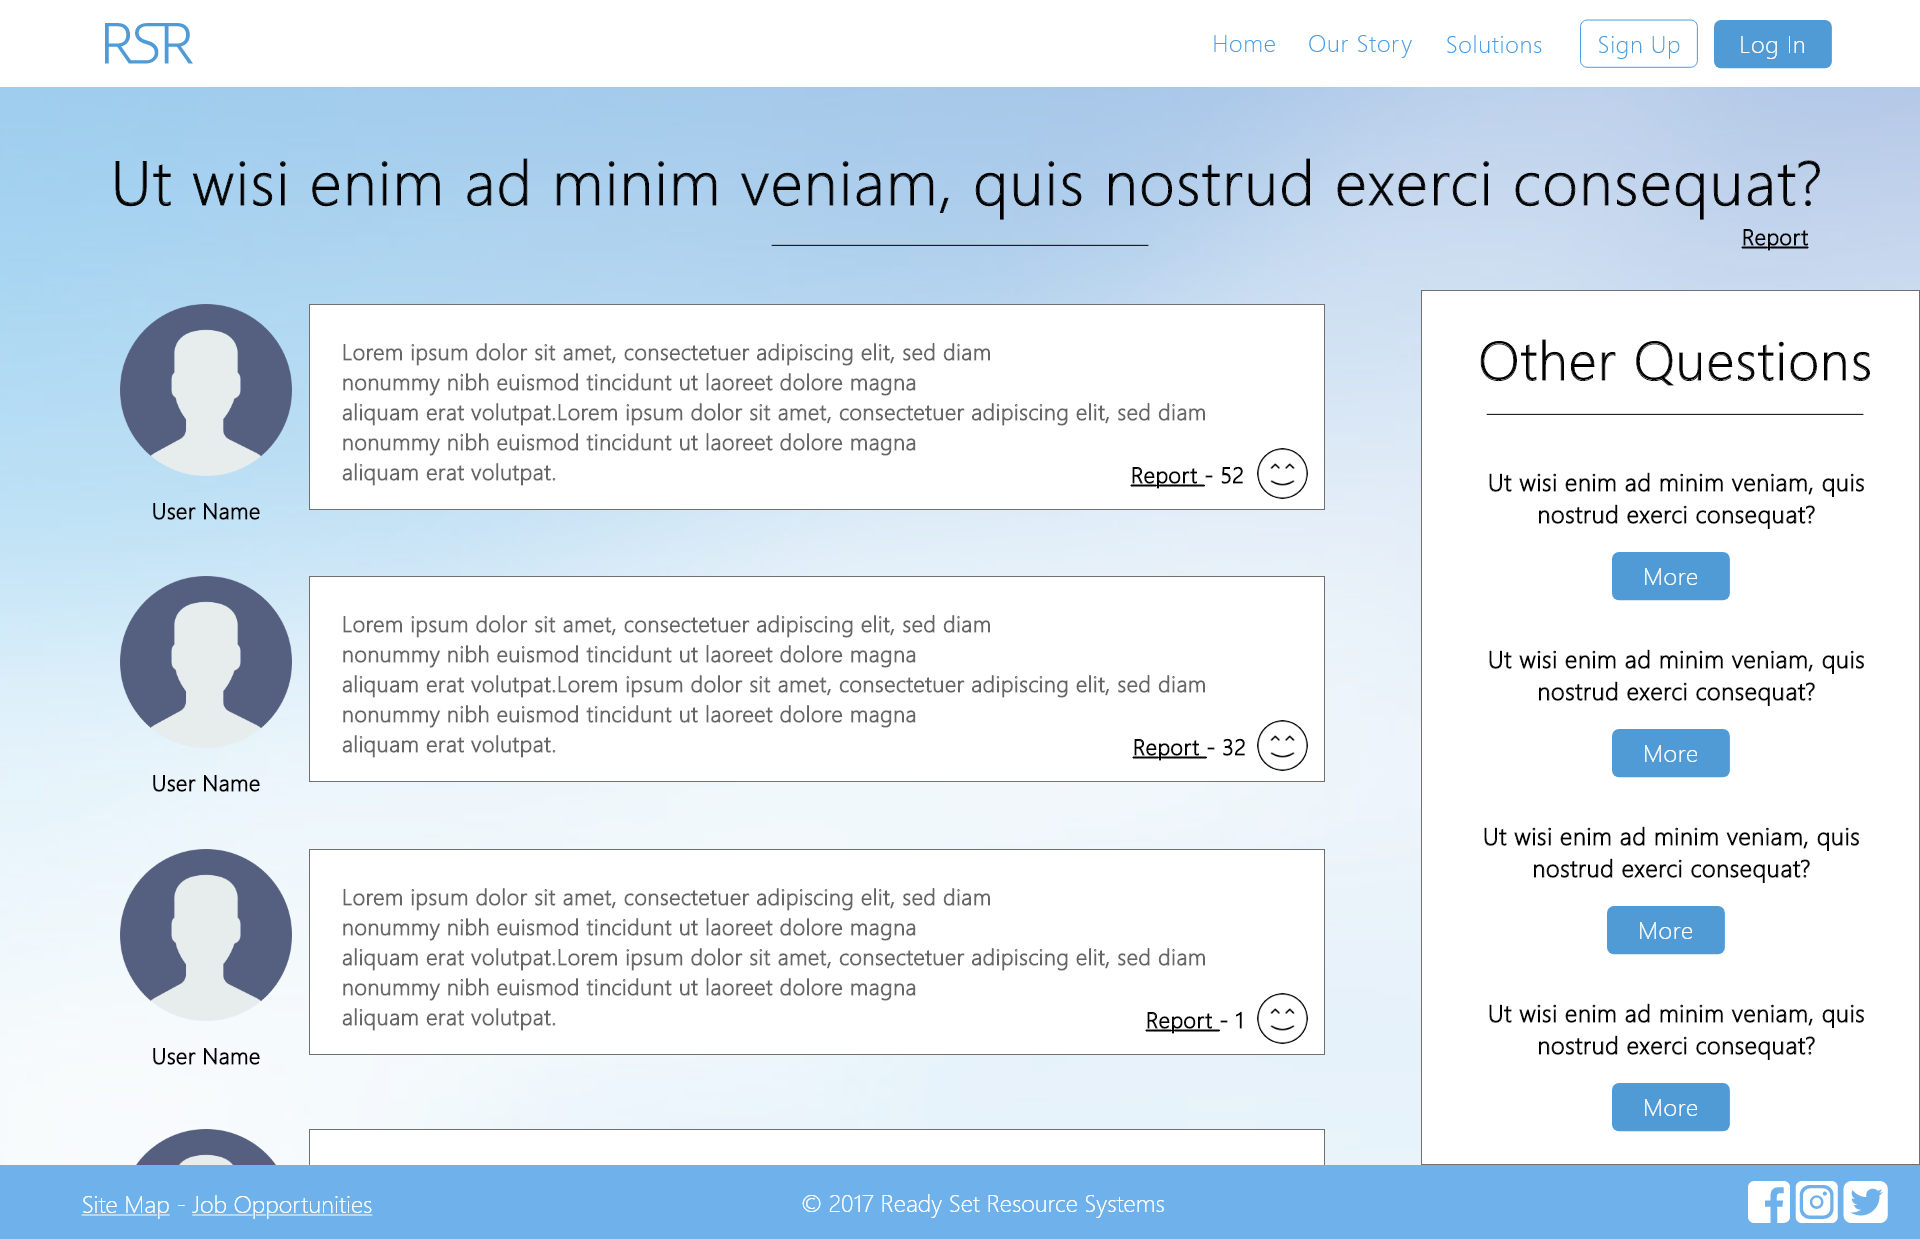 RSR
Home
Our Story
Solutions
Sign Up
Log In
Ut wisi enim ad minim veniam, quis nostrud exerci consequat?
Report
Lorem ipsum dolor sit amet, consectetuer adipiscing elit, sed diam
nonummy nibh euismod tincidunt ut laoreet dolore magna
aliquam erat volutpat.Lorem ipsum dolor sit amet, consectetuer adipiscing elit, sed diam
nonummy nibh euismod tincidunt ut laoreet dolore magna
aliquam erat volutpat.
Report - 52
User Name
Lorem ipsum dolor sit amet, consectetuer adipiscing elit, sed diam
nonummy nibh euismod tincidunt ut laoreet dolore magna
aliquam erat volutpat.Lorem ipsum dolor sit amet, consectetuer adipiscing elit, sed diam
nonummy nibh euismod tincidunt ut laoreet dolore magna
aliquam erat volutpat.
Report - 32
User Name
Lorem ipsum dolor sit amet, consectetuer adipiscing elit, sed diam
nonummy nibh euismod tincidunt ut laoreet dolore magna
aliquam erat volutpat.Lorem ipsum dolor sit amet, consectetuer adipiscing elit, sed diam
nonummy nibh euismod tincidunt ut laoreet dolore magna
aliquam erat volutpat.
Report - 1
User Name
Other Questions
Ut wisi enim ad minim veniam, quis
nostrud exerci consequat?
More
Ut wisi enim ad minim veniam, quis
nostrud exerci consequat?
More
Ut wisi enim ad minim veniam, quis
nostrud exerci consequat?
More
Ut wisi enim ad minim veniam, quis
nostrud exerci consequat?
More
Site Map - Job Opportunities
© 2017 Ready Set Resource Systems